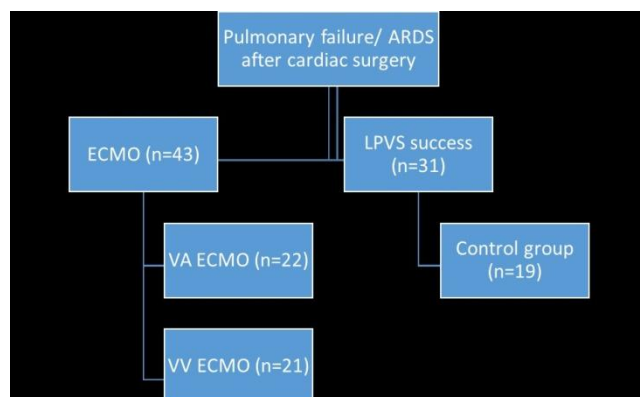 Pulmonary failure/ ARDS
after cardiac surgery
ECMO (n=43)
LPVS success
(n=31)
VA ECMO (n=22)
Control group
(n=19)
VV ECMO (n=21)